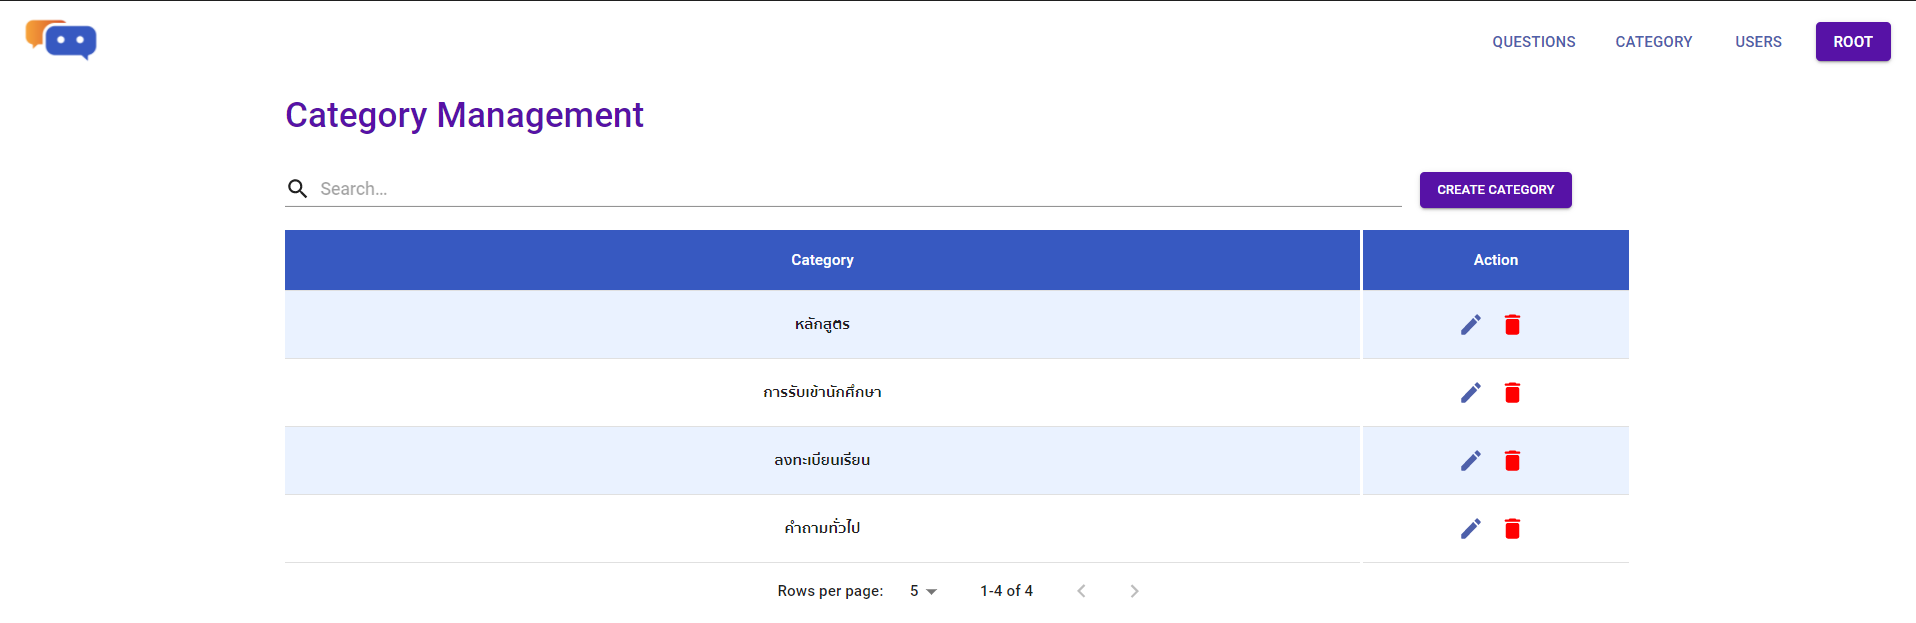 QUESTIONS CATEGORY USERS ROOT
Category Management
Search... CREATE CATEGORY
Category Action
หลักสูตร
การรับเข้านักศึกษา
ลงทะเบียนเรียน
คำถามทั่วไป
Rows per page: 5 1-4 of 4